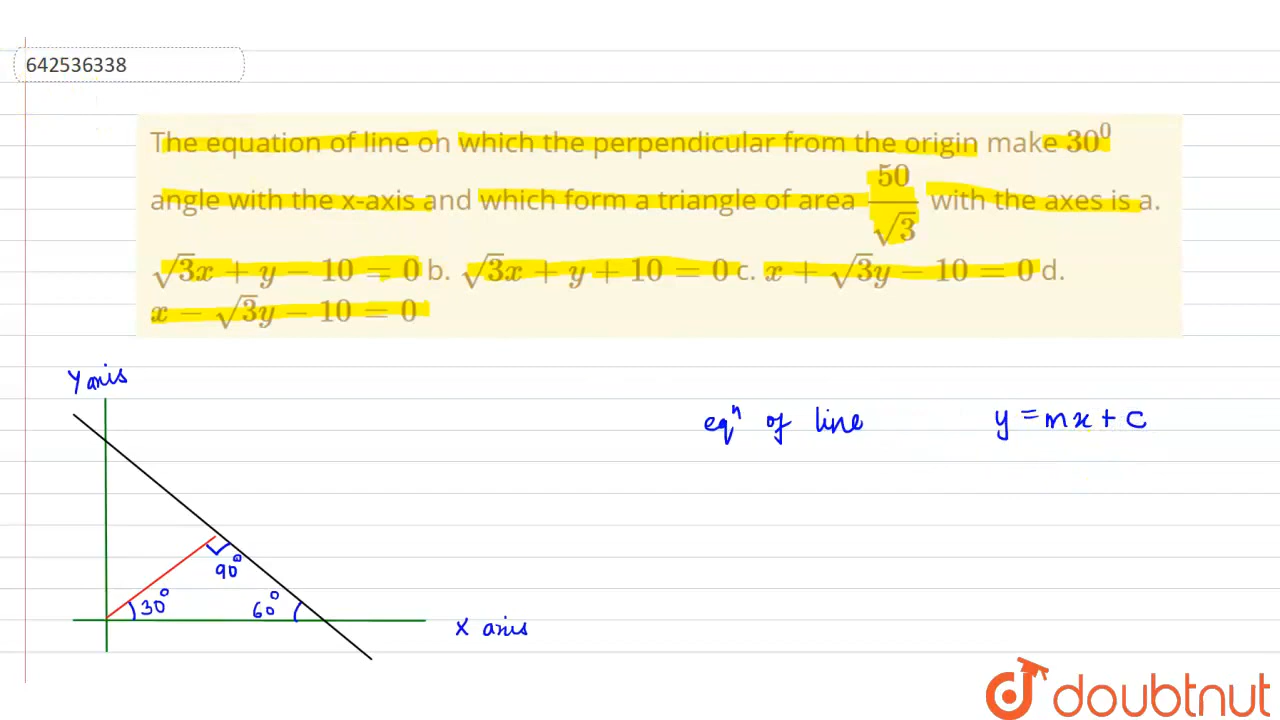 642536338
The equation of line on which the perpendicular from the origin make 30⁰
angle with the x-axis and which form a triangle of area 50/√3 with the axes is a.
√3x + y − 10 = 0 b. √3x + y + 10 = 0 c. x + √3y − 10 = 0 d.
x − √3y − 10 = 0
Y axis
eqⁿ of line y = mx + c
90°
30°
60°
X axis
doubtnut